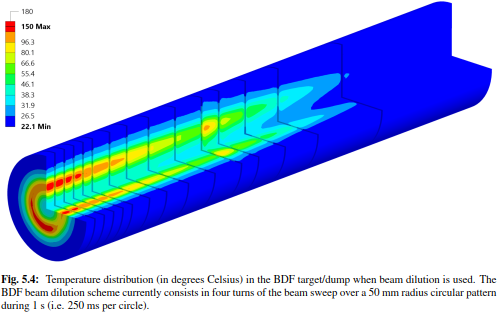 180
150 Max
96.3
80.1
66.6
55.4
46.1
38.3
31.9
26.5
22.1 Min
Fig. 5.4: Temperature distribution (in degrees Celsius) in the BDF target/dump when beam dilution is used. The
BDF beam dilution scheme currently consists in four turns of the beam sweep over a 50 mm radius circular pattern
during 1 s (i.e. 250 ms per circle).